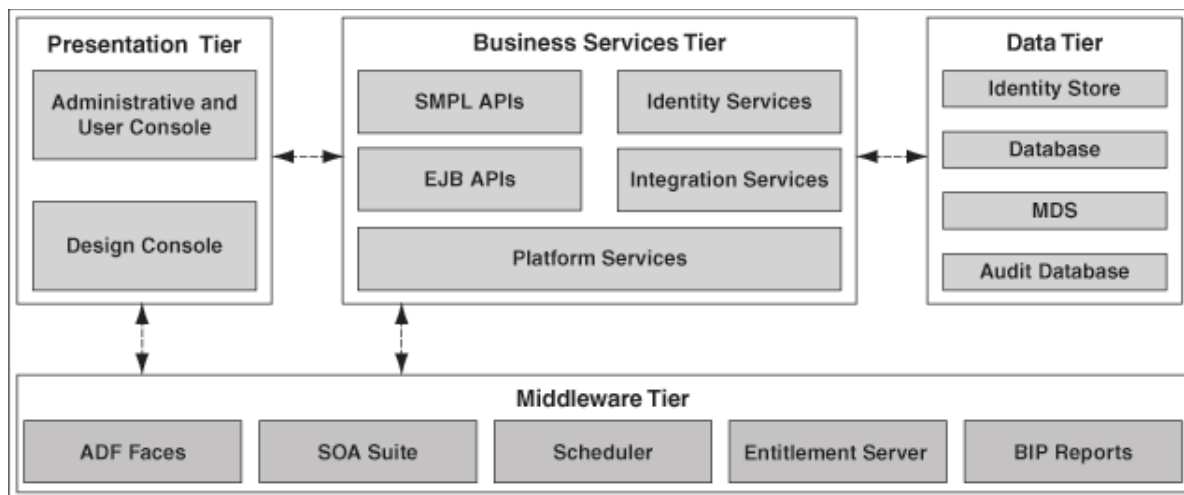 Presentation Tier
Administrative and
User Console
Design Console
Business Services Tier
SMPL APIs
Identity Services
EJB APIs
Integration Services
Platform Services
Data Tier
Identity Store
Database
MDS
Audit Database
Middleware Tier
ADF Faces
SOA Suite
Scheduler
Entitlement Server
BIP Reports